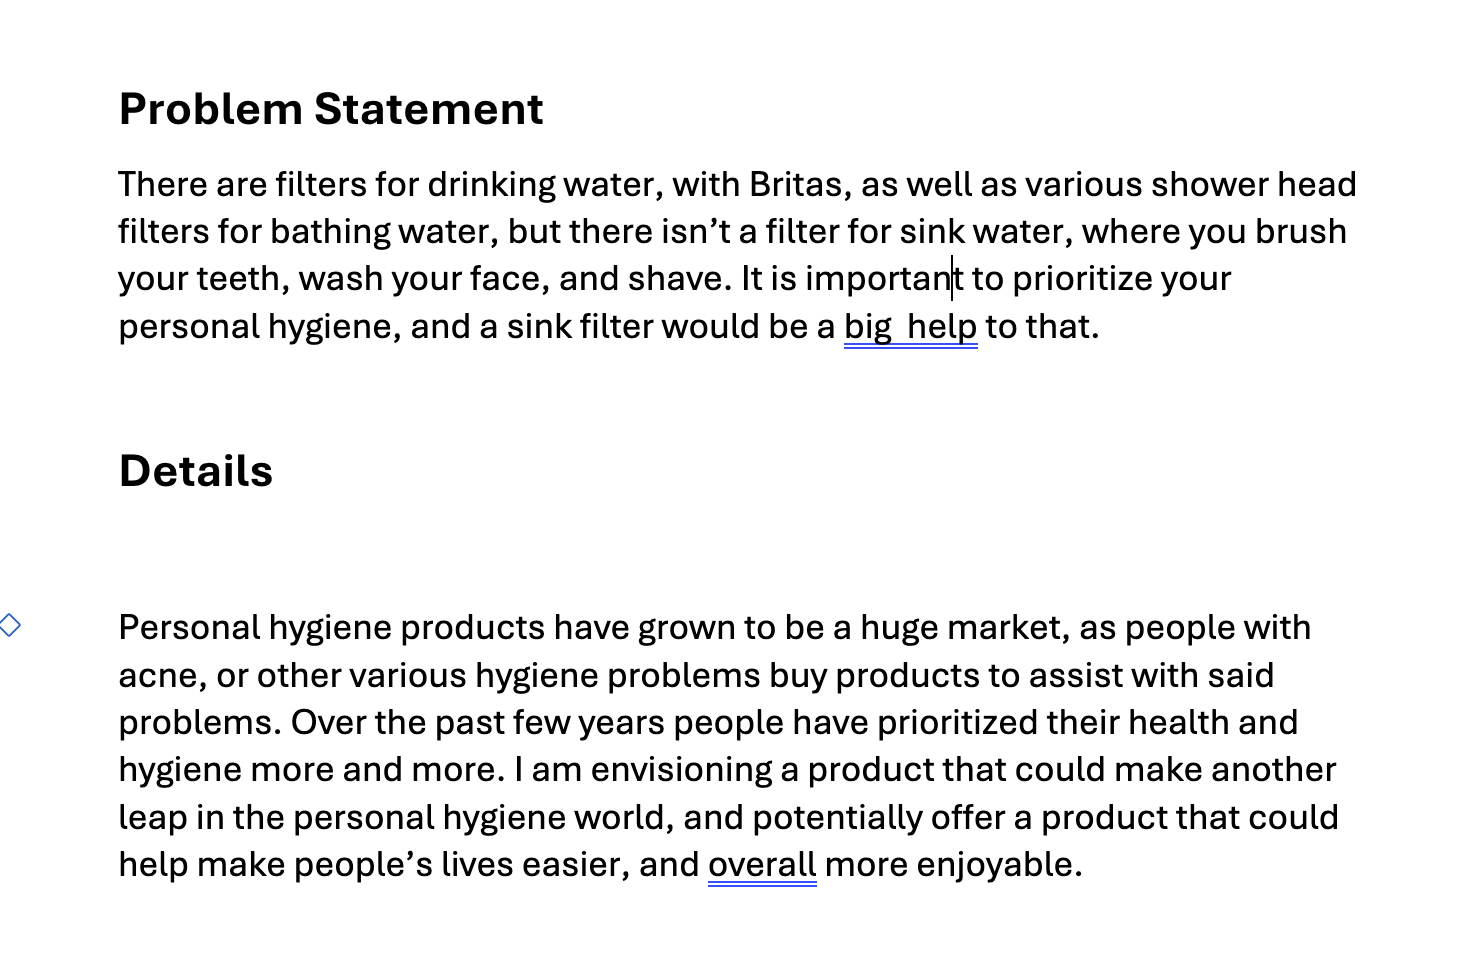 Problem Statement
There are filters for drinking water, with Britas, as well as various shower head
filters for bathing water, but there isn’t a filter for sink water, where you brush
your teeth, wash your face, and shave. It is important to prioritize your
personal hygiene, and a sink filter would be a big  help to that.
Details
Personal hygiene products have grown to be a huge market, as people with
acne, or other various hygiene problems buy products to assist with said
problems. Over the past few years people have prioritized their health and
hygiene more and more. I am envisioning a product that could make another
leap in the personal hygiene world, and potentially offer a product that could
help make people’s lives easier, and overall more enjoyable.